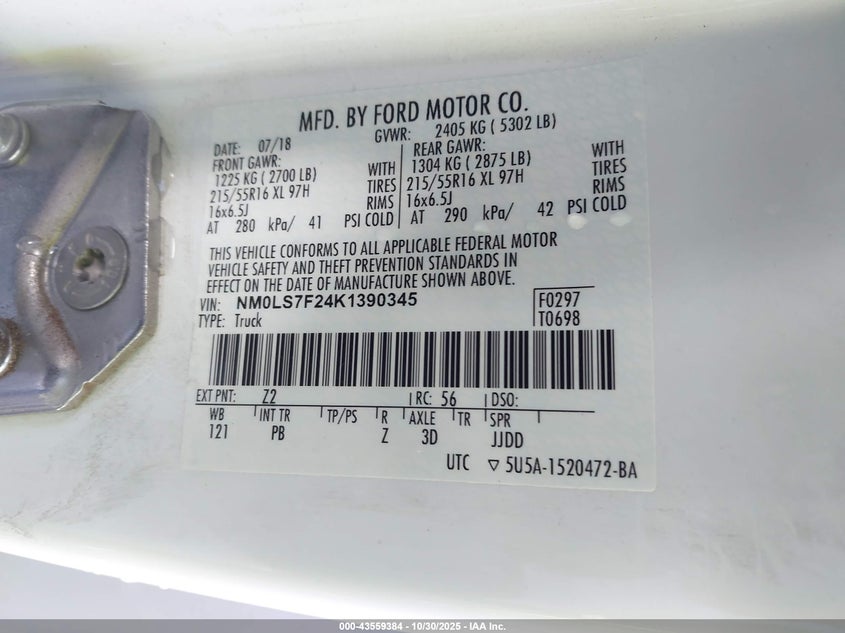 MFD. BY FORD MOTOR CO.
DATE: 07/18 GVWR: 2405 KG ( 5302 LB)
FRONT GAWR:
1225 KG ( 2700 LB) WITH
215/55R16 XL 97H TIRES
16x6.5J RIMS
AT 280 kPa/ 41 PSI COLD
REAR GAWR:
1304 KG ( 2875 LB) WITH
215/55R16 XL 97H TIRES
16x6.5J RIMS
AT 290 kPa/ 42 PSI COLD
THIS VEHICLE CONFORMS TO ALL APPLICABLE FEDERAL MOTOR
VEHICLE SAFETY AND THEFT PREVENTION STANDARDS IN
EFFECT ON THE DATE OF MANUFACTURE SHOWN ABOVE.
VIN: NM0LS7F24K1390345
TYPE: Truck
F0297
T0698
EXT PNT: Z2 RC: 56 DSO:
WB INT TR TP/PS R AXLE TR SPR
121 PB Z 3D JJDD
UTC ▽ 5U5A-1520472-BA
000-43559384 - 10/30/2025 - IAA Inc.